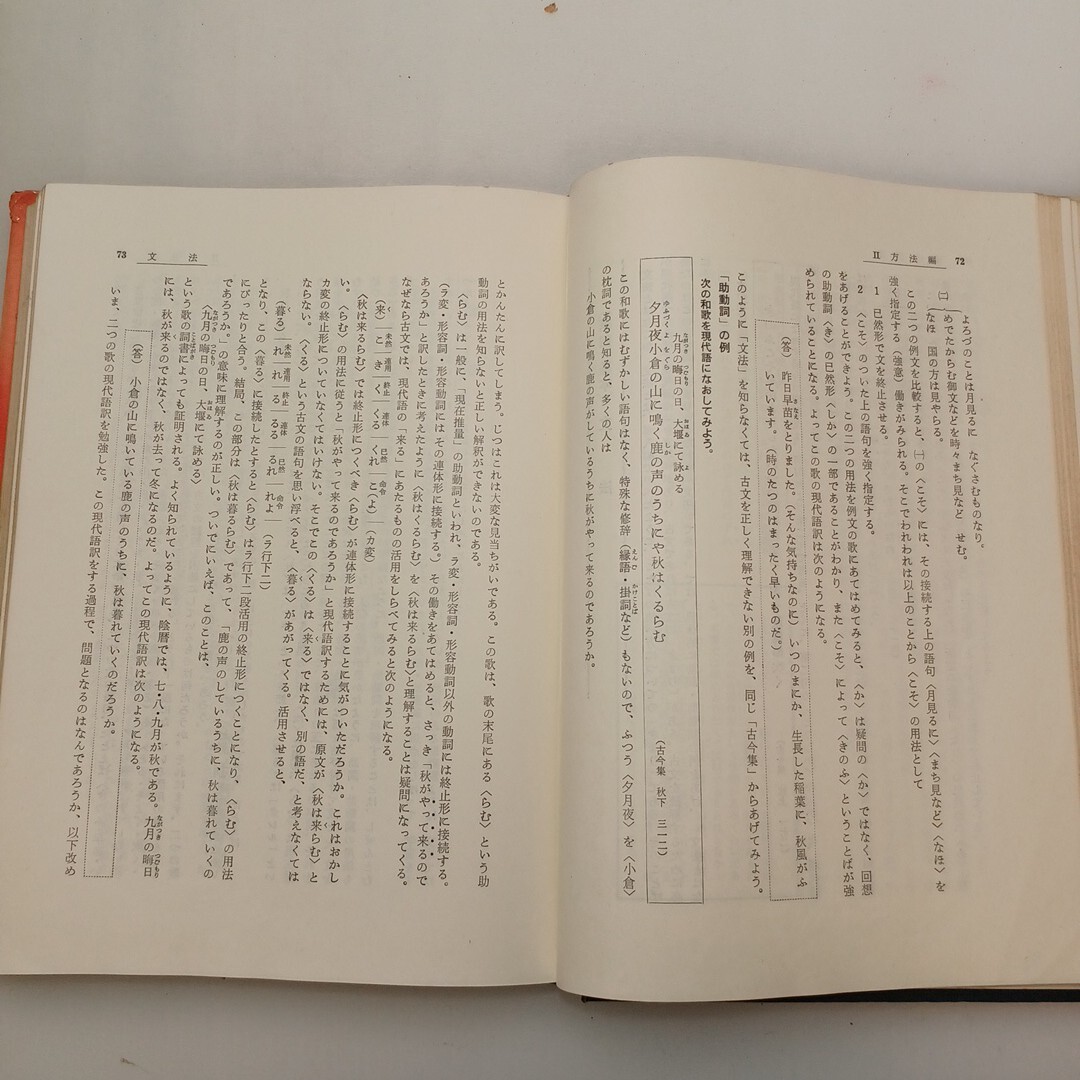 Ⅱ 方法編 72
よろづのことは月見るに なぐさむものなり。
㈡ めでたからむ御文などを時々まち見など せむ。
なほ 国の方は見やらる。
この二つの例文を比較すると、㈠の〈こそ〉には、その接続する上の語句〈月見るに〉〈まち見など〉〈なほ〉を
強く指定する（強意）働きがみられる。そこでわれわれは以上のことから〈こそ〉の用法として
1 已然形で文を終止させる。
2 〈こそ〉のついた上の語句を強く指定する。
をあげることができよう。この二つの用法を例文の歌にあてはめてみると、〈か〉は疑問の〈か〉ではなく、回想
の助動詞〈き〉の已然形〈しか〉の一部であることがわかり、また〈こそ〉によって〈きのふ〉ということばが強
められていることになる。よってこの歌の現代語訳は次のようになる。
（答） 昨日早苗をとりました。（そんな気持ちなのに）いつのまにか、生長した稲葉に、秋風がふ
いています。（時のたつのはまったく早いものだ。）
このように「文法」を知らなくては、古文を正しく理解できない別の例を、同じ「古今集」からあげてみよう。
「助動詞」の例
次の和歌を現代語になおしてみよう。
九月の晦日の日、大堰にて詠める
夕月夜小倉の山に鳴く鹿の声のうちにや秋はくるらむ
（古今集 秋下 三一二）
この和歌にはむずかしい語句はなく、特殊な修辞（縁語・掛詞など）もないので、ふつう〈夕月夜〉を〈小倉〉
の枕詞であると知ると、多くの人は
小倉の山に鳴く鹿の声がしているうちに秋がやって来るのであろうか。
73 文法
とかんたんに訳してしまう。じつはこれは大変な見当ちがいである。この歌は、歌の末尾にある〈らむ〉という助
動詞の用法を知らないと正しい解釈ができないのである。
〈らむ〉は一般に、「現在推量」の助動詞といわれ、ラ変・形容詞・形容動詞以外の動詞には終止形に接続する。
（ラ変・形容詞・形容動詞にはその連体形に接続する。）その働きをあてはめると、さっき「秋がやって来るので
あろうか」と訳したときに考えたように〈秋はくるらむ〉を〈秋は来るらむ〉と理解することは疑問になってくる。
なぜなら古文では、現代語の「来る」にあたるものの活用をしらべてみると次のようになる。
（来）―こ未然―き連用―く終止―くる連体―くれ已然―こ（よ）命令―（カ変）
〈秋は来るらむ〉では終止形につくべき〈らむ〉が連体形に接続することに気がついただろうか。これはおかし
い。〈らむ〉の用法に従うと「秋がやって来るのであろうか」と現代語訳するためには、原文が〈秋は来らむ〉と
カ変の終止形についていなくてはいけない。そこでこの〈くる〉は〈来る〉ではなく、別の語だ、と考えなくては
ならない。〈くる〉という古文の語句を思い浮べると、〈暮る〉があがってくる。活用させると、
（暮る）―れ未然―れ連用―る終止―るる連体―るれ已然―れよ命令―（ラ行下二）
となり、この〈暮る〉に接続したとすると〈らむ〉はラ行下二段活用の終止形につくことになり、〈らむ〉の用法
にぴったりと合う。結局、この部分は〈秋は暮るらむ〉であって、「鹿の声のしているうちに、秋は暮れていくの
であろうか。」の意味に理解するのが正しい。ついでにいえば、このことは、
〈九月の晦日の日、大堰にて詠める〉
という歌の詞書によっても証明される。よく知られているように、陰暦では、七・八・九月が秋である。九月の晦日
には、秋が来るのではなく、秋が去って冬になるのだ。よってこの現代語訳は次のようになる。
（答） 小倉の山に鳴いている鹿の声のうちに、秋は暮れていくのだろうか。
いま、二つの歌の現代語訳を勉強した。この現代語訳をする過程で、問題となるのはなんであろうか、以下改め